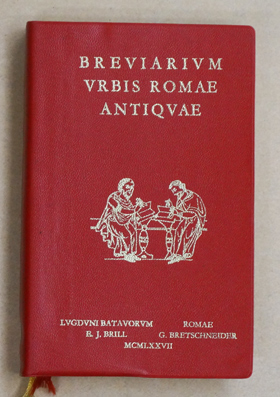 BREVIARIVM
VRBIS ROMAE
ANTIQVAE
LVGDVNI BATAVORVM ROMAE
E. J. BRILL G. BRETSCHNEIDER
MCMLXXVII